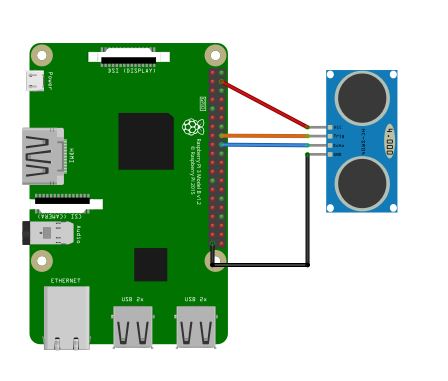 DSI (DISPLAY)
Power
GPIO
HDMI
Raspberry Pi 3 Model B v1.2
© Raspberry Pi 2015
CSI (CAMERA)
Audio
ETHERNET
USB 2x
USB 2x
Vcc
Trig
Echo
GND
HC-SR04
4.000